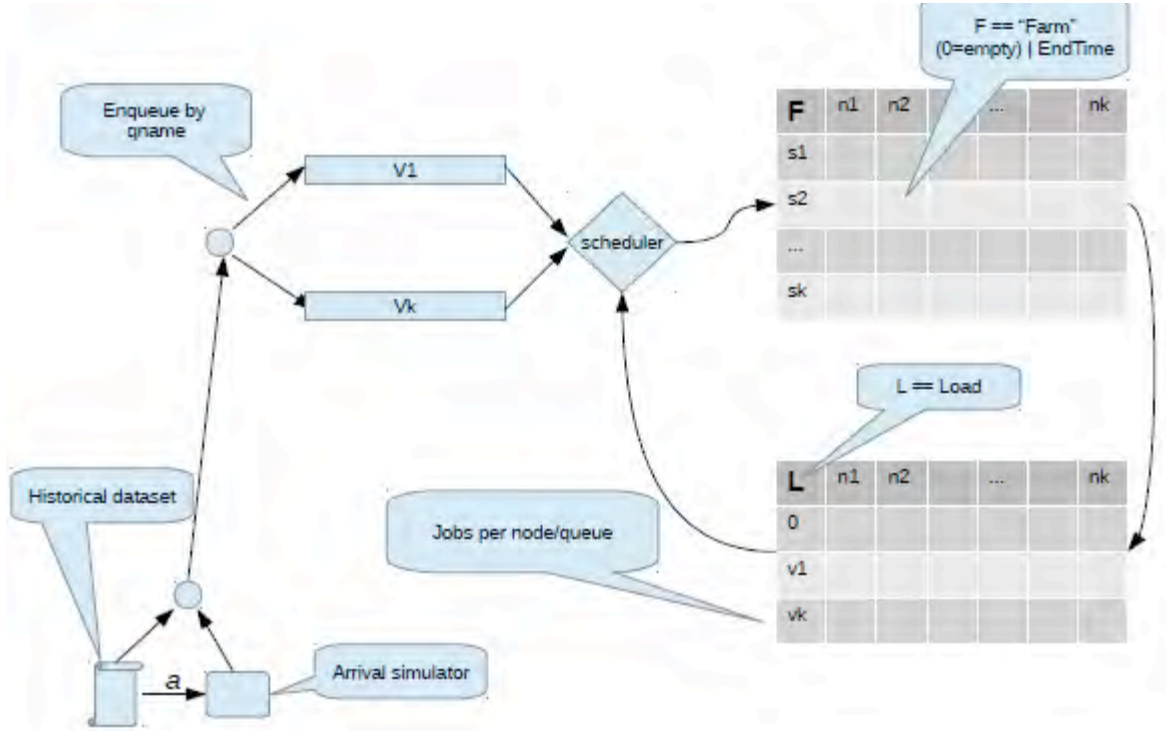 F == “Farm”
(0=empty) | EndTime
Enqueue by
qname
F n1 n2 ... nk
s1
s2
...
sk
V1
scheduler
Vk
L == Load
L n1 n2 ... nk
0
v1
vk
Historical dataset
Jobs per node/queue
a
Arrival simulator